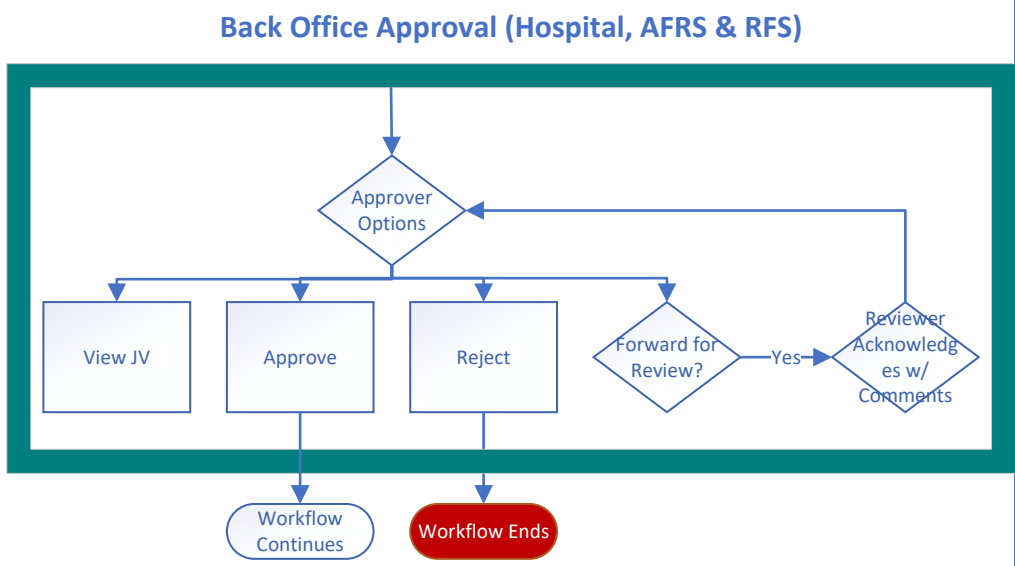 Back Office Approval (Hospital, AFRS & RFS)
Approver
Options
View JV
Approve
Reject
Forward for
Review?
Yes
Reviewer
Acknowledg
es w/
Comments
Workflow
Continues
Workflow Ends